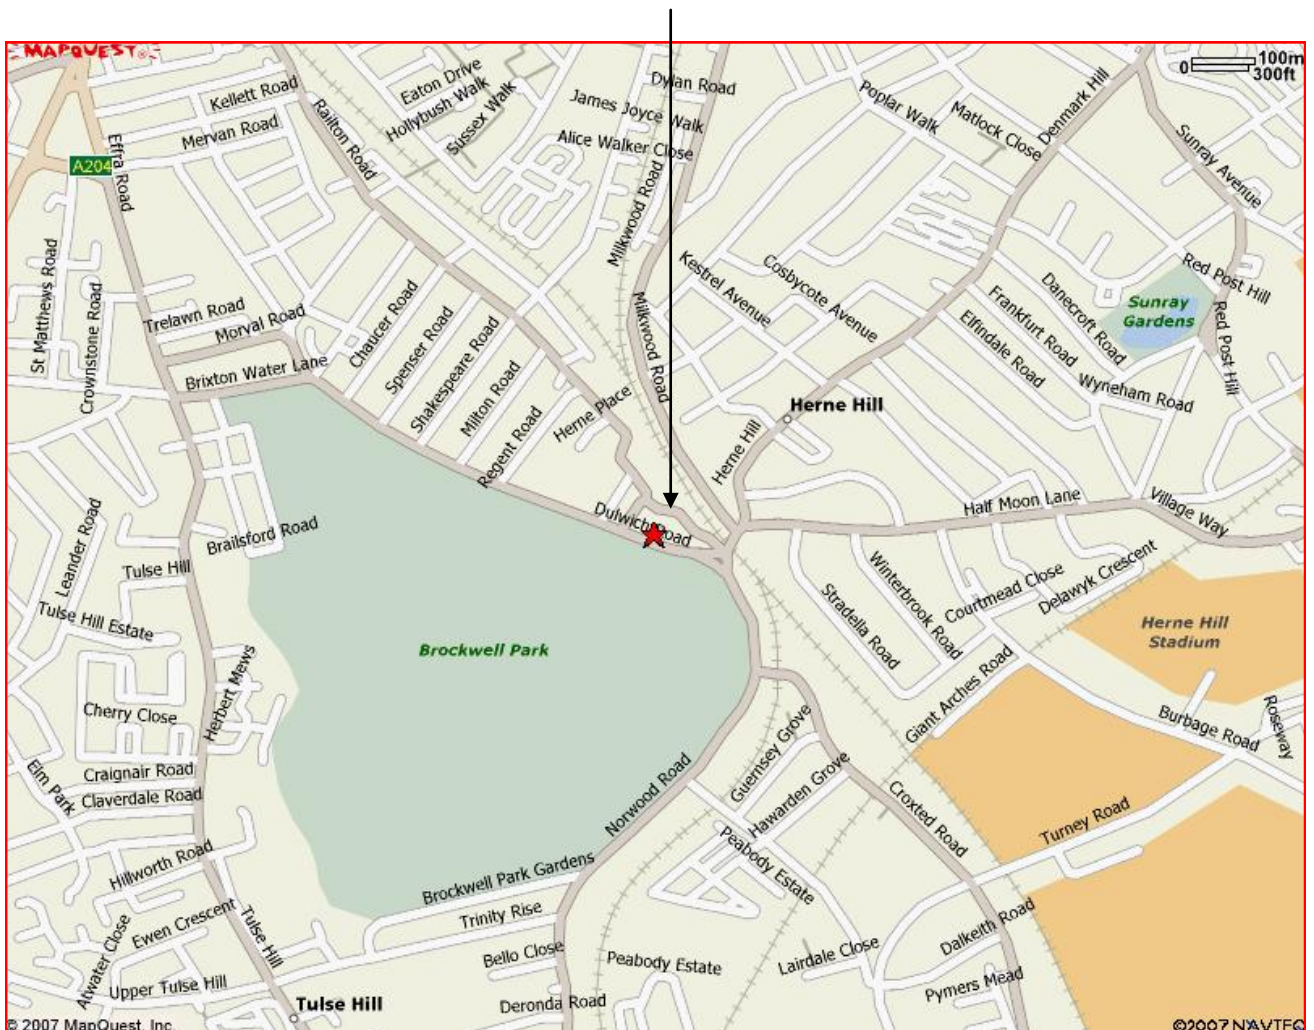 MAPQUEST
0
100m
300ft
Kellett Road
Mervan Road
Railton Road
Eaton Drive
Hollybush Walk
Sussex Walk
Dylan Road
James Joyce Walk
Alice Walker Close
Poplar Walk
Matlock Close
Denmark Hill
Sunray Avenue
A204
Effra Road
Milkwood Road
St Matthews Road
Crownstone Road
Trelawn Road
Morval Road
Brixton Water Lane
Chaucer Road
Spenser Road
Shakespeare Road
Milton Road
Regent Road
Herne Place
Milkwood Road
Kestrel Avenue
Cosbycote Avenue
Red Post Hill
Danecroft Road
Frankfurt Road
Elfindale Road
Sunray
Gardens
Red Post Hill
Wyneham Road
Herne Hill
Herne Hill
Half Moon Lane
Village Way
Dulwich Road
Leander Road
Brailsford Road
Tulse Hill
Tulse Hill Estate
Brockwell Park
Stradella Road
Winterbrook Road
Courtmead Close
Delawyk Crescent
Herne Hill
Stadium
Herbert Mews
Cherry Close
Giant Arches Road
Burbage Road
Roseway
Elm Park
Craignair Road
Claverdale Road
Norwood Road
Guernsey Grove
Hawarden Grove
Croxted Road
Turney Road
Hillworth Road
Peabody Estate
Brockwell Park Gardens
Trinity Rise
Atwater Close
Ewen Crescent
Tulse Hill
Bello Close
Peabody Estate
Lairdale Close
Dalkeith Road
Pymers Mead
Upper Tulse Hill
Tulse Hill
Deronda Road
© 2007 MapQuest, Inc.
©2007 NAVTEQ